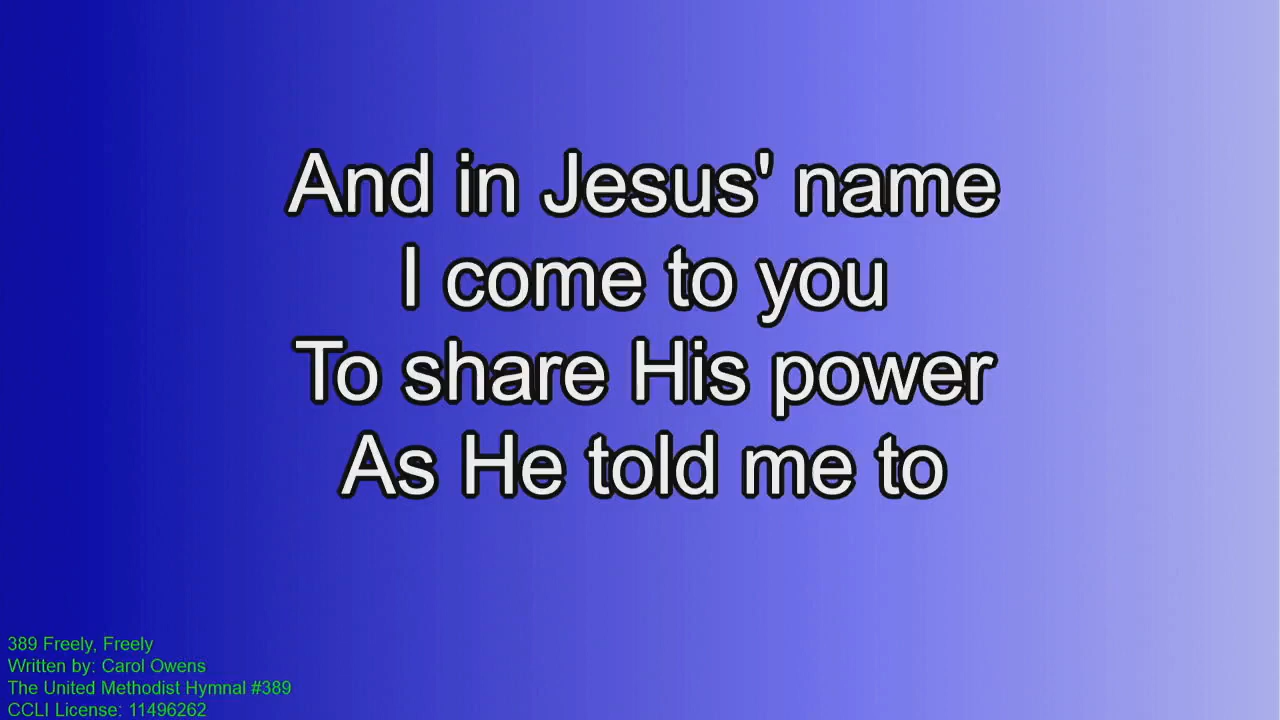 And in Jesus' name
I come to you
To share His power
As He told me to
389 Freely, Freely
Written by: Carol Owens
The United Methodist Hymnal #389
CCLI License: 11496262